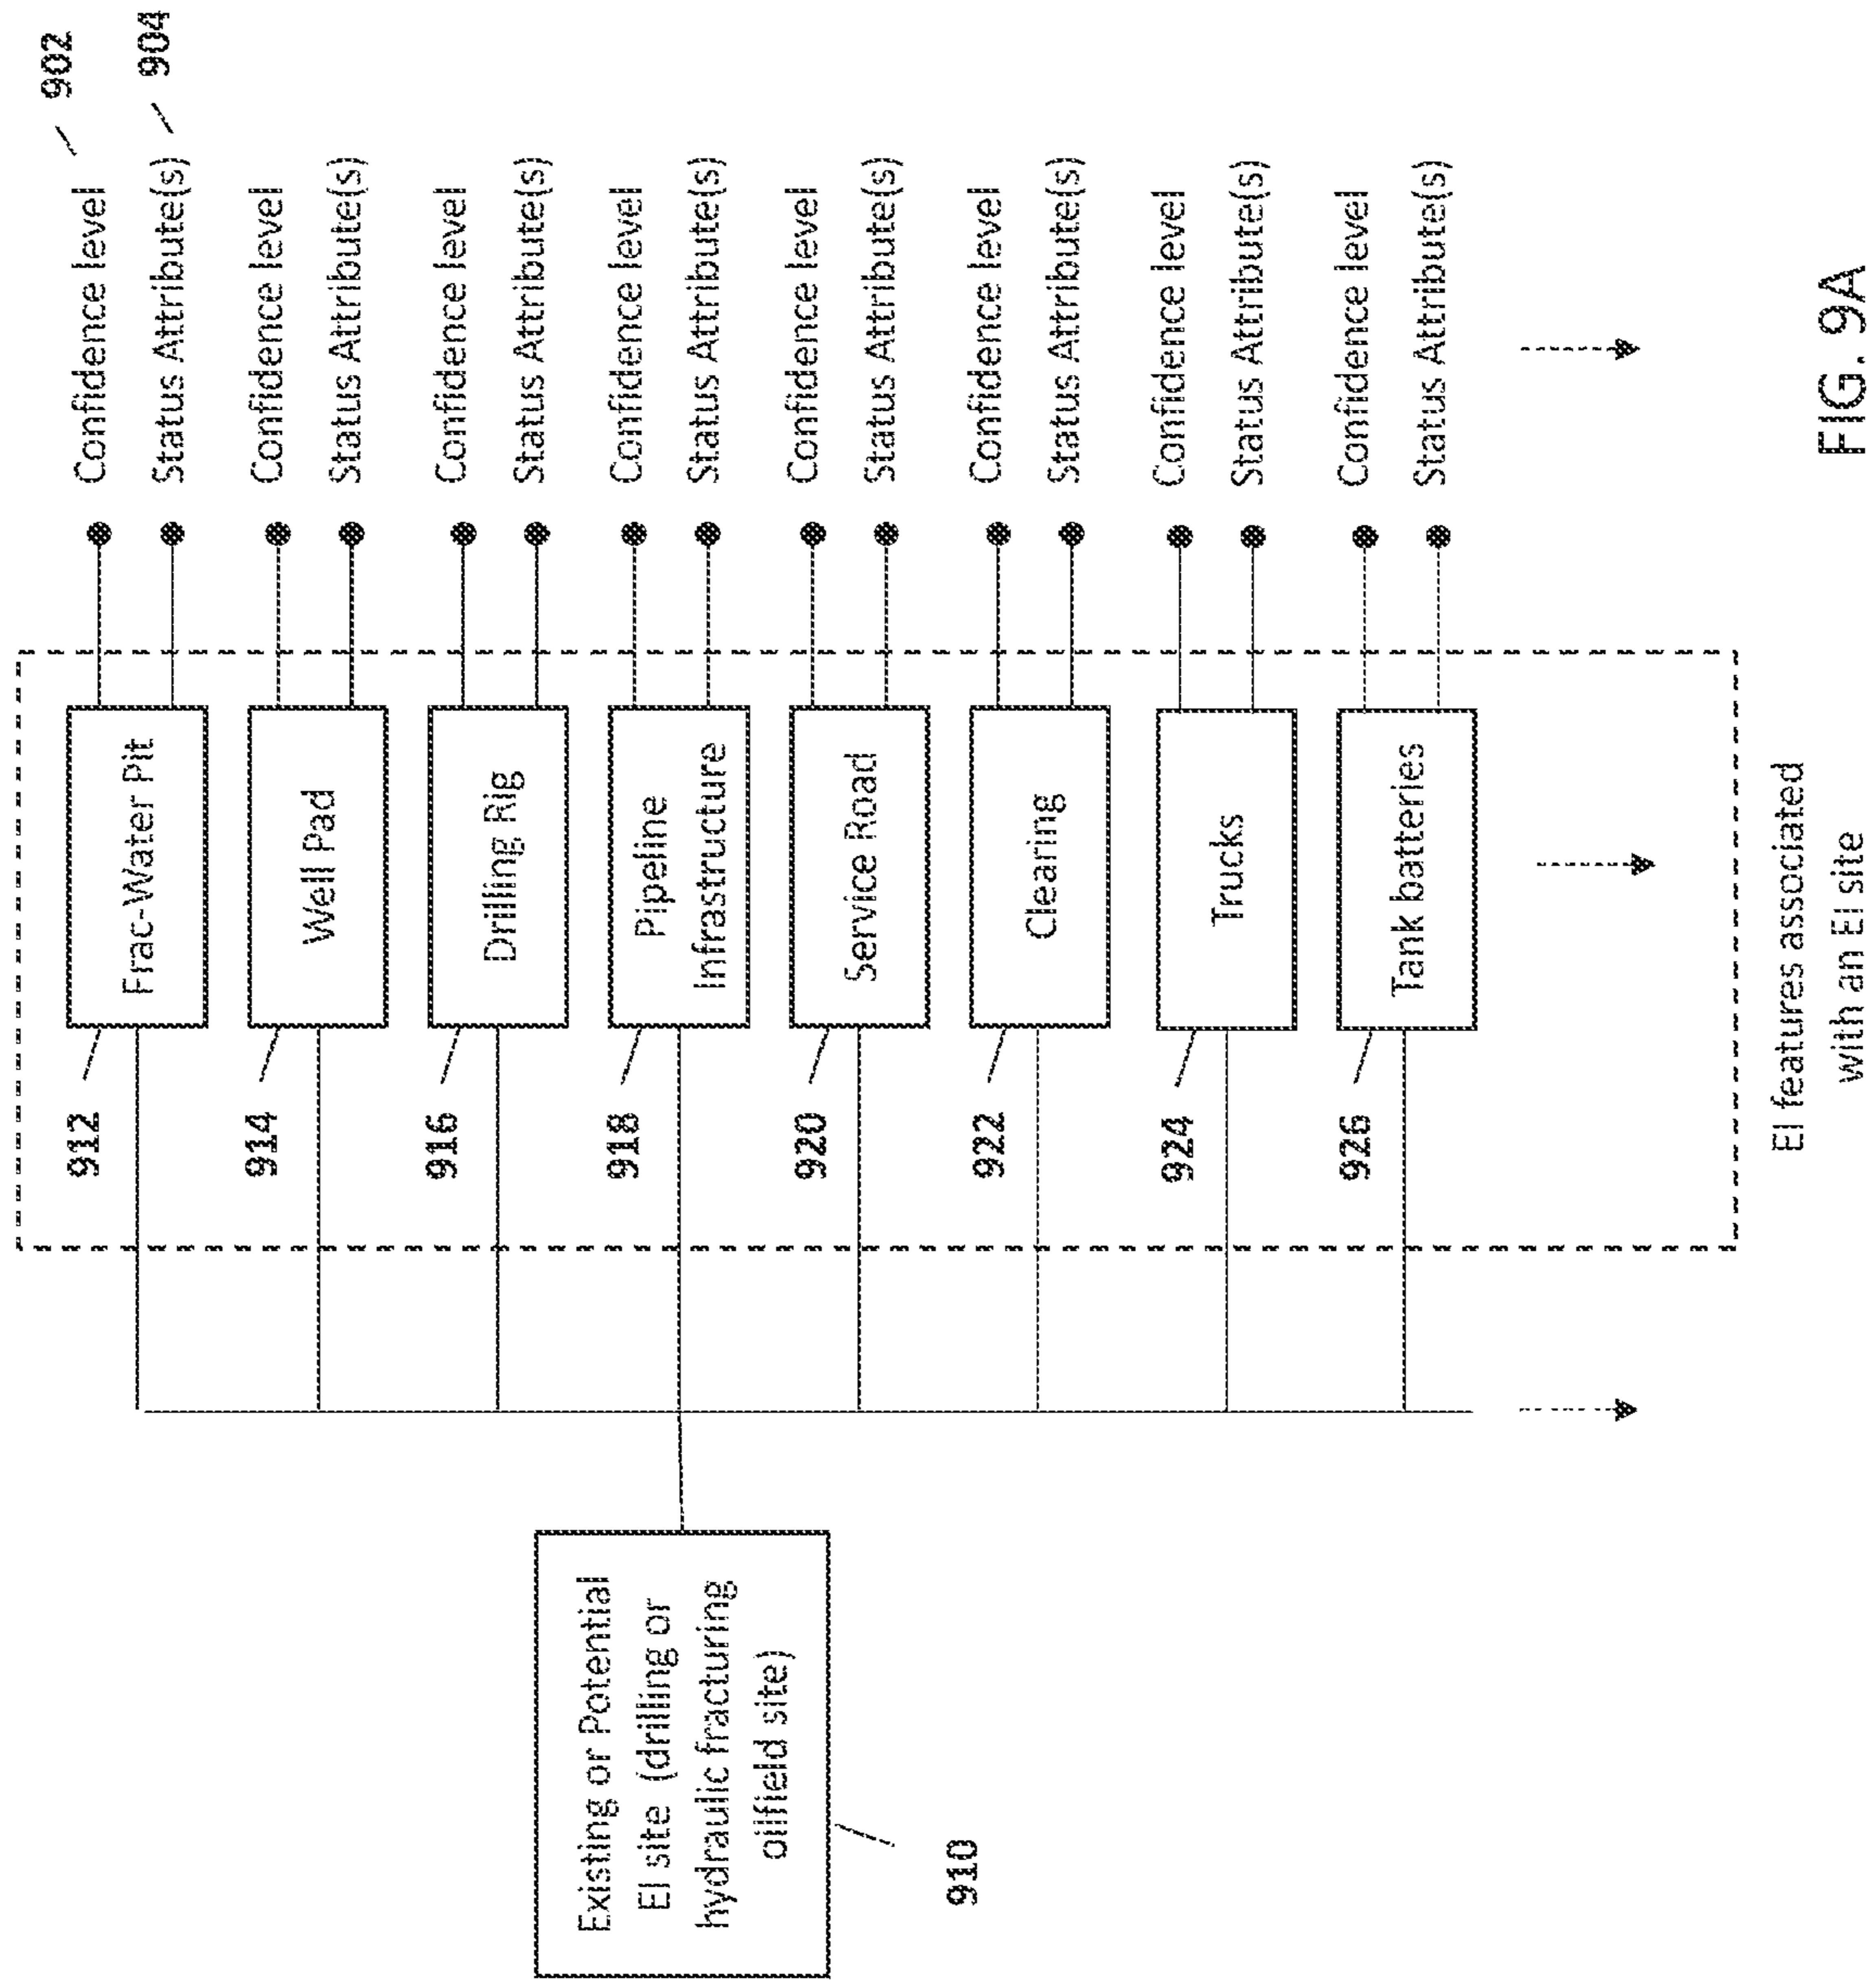 902
Confidence level
904
Status Attribute(s)
912
Frac-Water Pit
Confidence level
Status Attribute(s)
914
Well Pad
Confidence level
Status Attribute(s)
916
Drilling Rig
Confidence level
Status Attribute(s)
918
Pipeline
Infrastructure
Confidence level
Status Attribute(s)
920
Service Road
Confidence level
Status Attribute(s)
922
Clearing
Confidence level
Status Attribute(s)
924
Trucks
Confidence level
Status Attribute(s)
926
Tank batteries
Existing or Potential
EI site (drilling or
hydraulic fracturing
oilfield site)
910
EI features associated
with an EI site
FIG. 9A